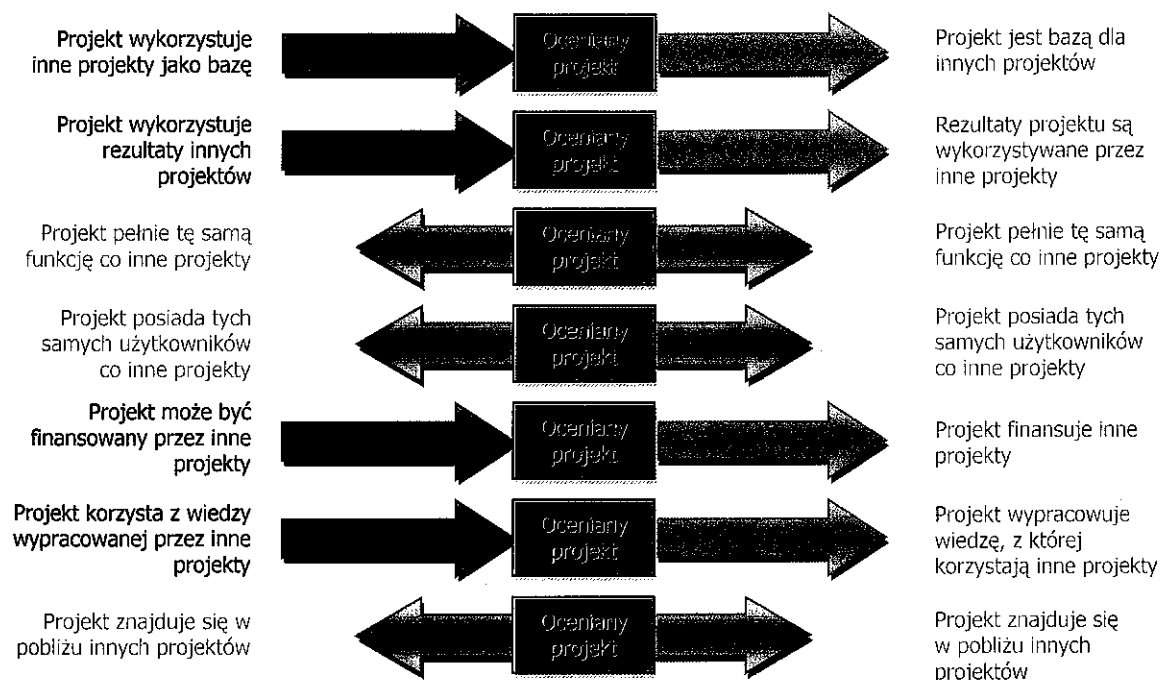 Projekt wykorzystuje
inne projekty jako bazę
Oceniany
projekt
Projekt jest bazą dla
innych projektów
Projekt wykorzystuje
rezultaty innych
projektów
Oceniany
projekt
Rezultaty projektu są
wykorzystywane przez
inne projekty
Projekt pełnie tę samą
funkcję co inne projekty
Oceniany
projekt
Projekt pełnie tę samą
funkcję co inne projekty
Projekt posiada tych
samych użytkowników
co inne projekty
Oceniany
projekt
Projekt posiada tych
samych użytkowników
co inne projekty
Projekt może być
finansowany przez inne
projekty
Oceniany
projekt
Projekt finansuje inne
projekty
Projekt korzysta z wiedzy
wypracowanej przez inne
projekty
Oceniany
projekt
Projekt wypracowuje
wiedzę, z której
korzystają inne projekty
Projekt znajduje się w
pobliżu innych projektów
Oceniany
projekt
Projekt znajduje się
w pobliżu innych
projektów